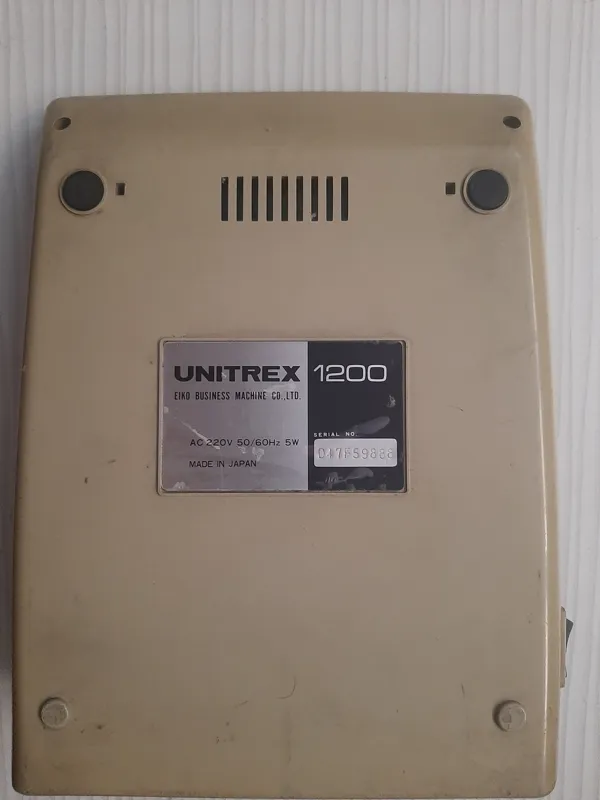 UNITREX 1200
EIKO BUSINESS MACHINE CO.,LTD.
AC 220V 50/60Hz 5W
MADE IN JAPAN
SERIAL NO.